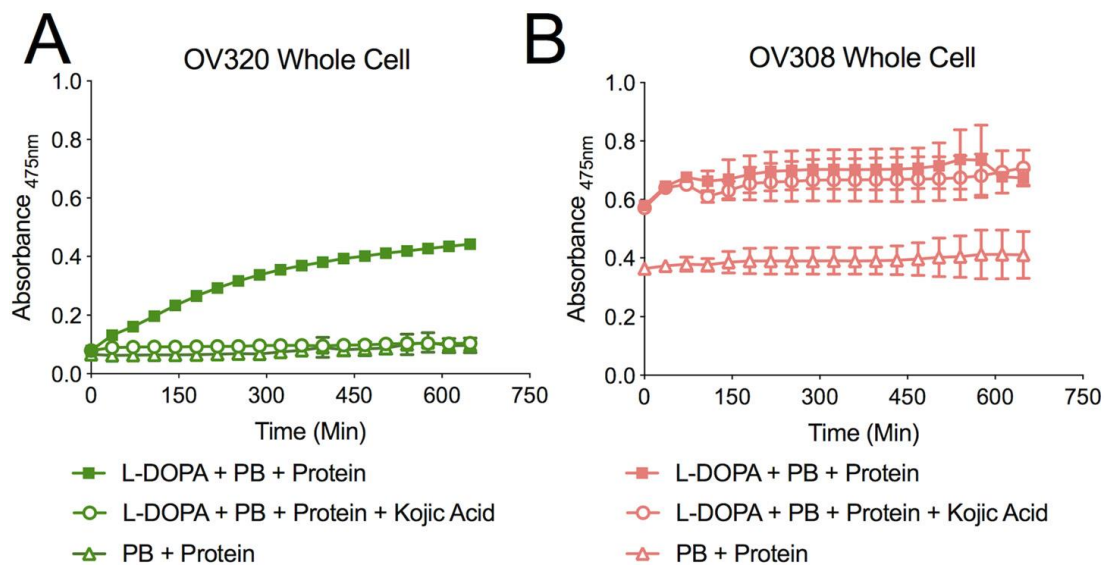 A
OV320 Whole Cell
1.0
0.8
0.6
0.4
0.2
0.0
Absorbance 475nm
0 150 300 450 600 750
Time (Min)
L-DOPA + PB + Protein
L-DOPA + PB + Protein + Kojic Acid
PB + Protein
B
OV308 Whole Cell
1.0
0.8
0.6
0.4
0.2
0.0
Absorbance 475nm
0 150 300 450 600 750
Time (Min)
L-DOPA + PB + Protein
L-DOPA + PB + Protein + Kojic Acid
PB + Protein